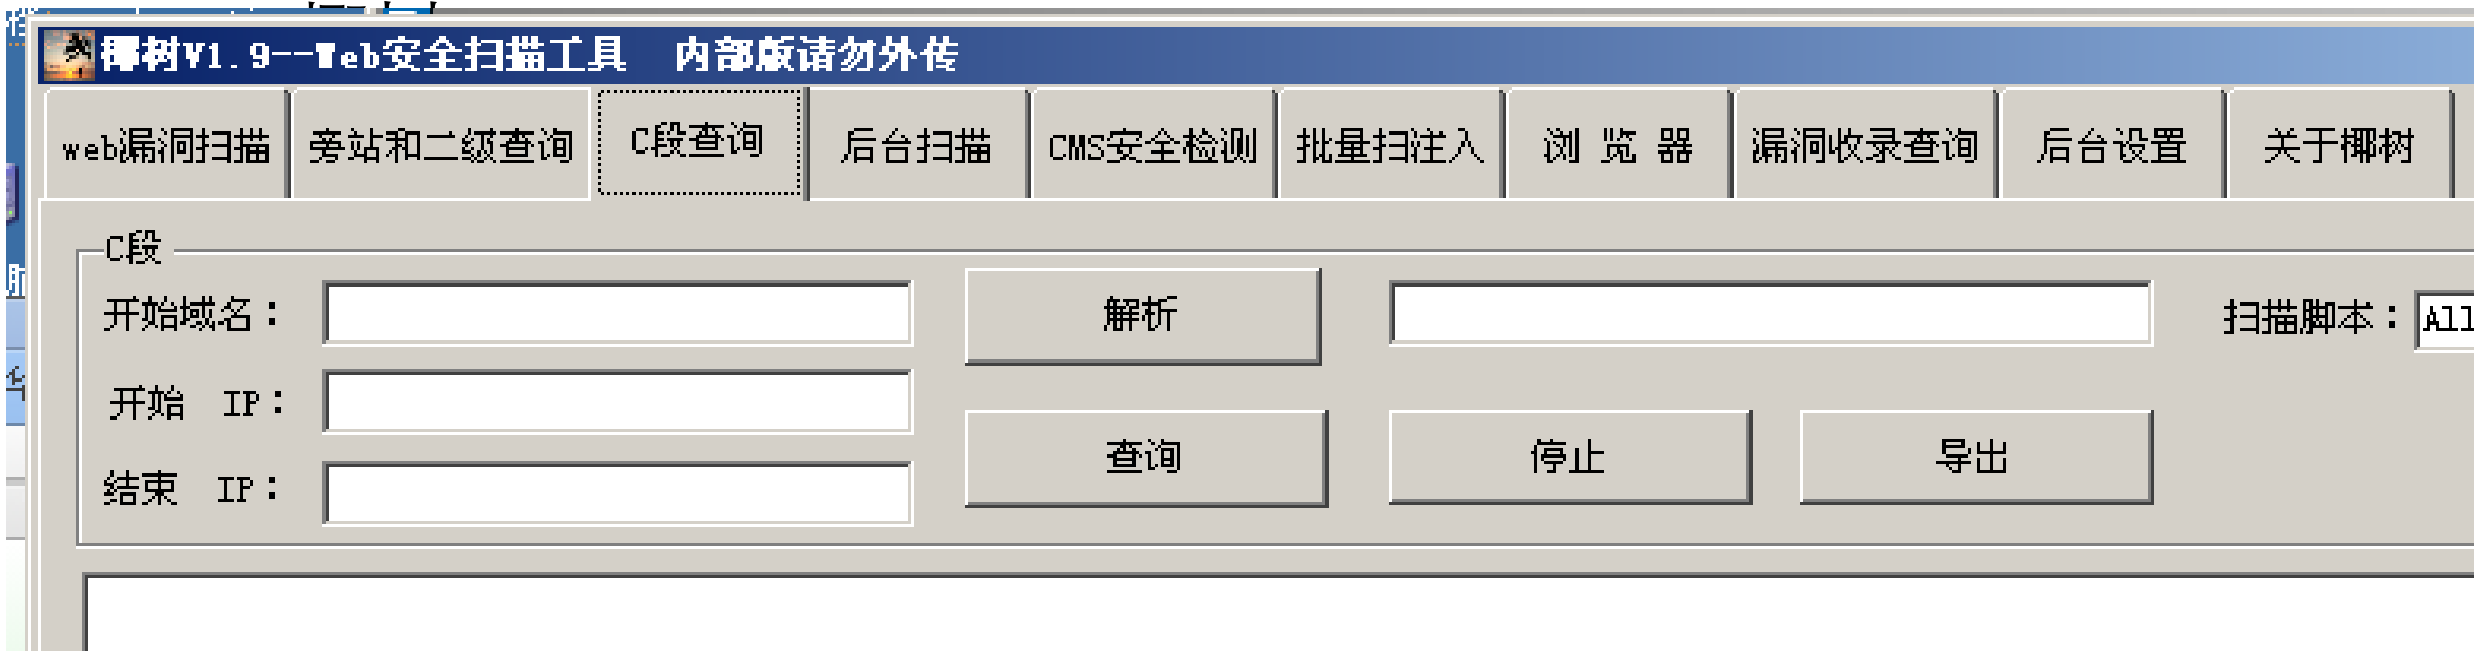 椰树V1.9--Web安全扫描工具 内部版请勿外传
web漏洞扫描 旁站和二级查询 C段查询 后台扫描 CMS安全检测 批量扫注入 浏 览 器 漏洞收录查询 后台设置 关于椰树
C段
开始域名： 解析 扫描脚本： All
开始 IP：
查询 停止 导出
结束 IP：